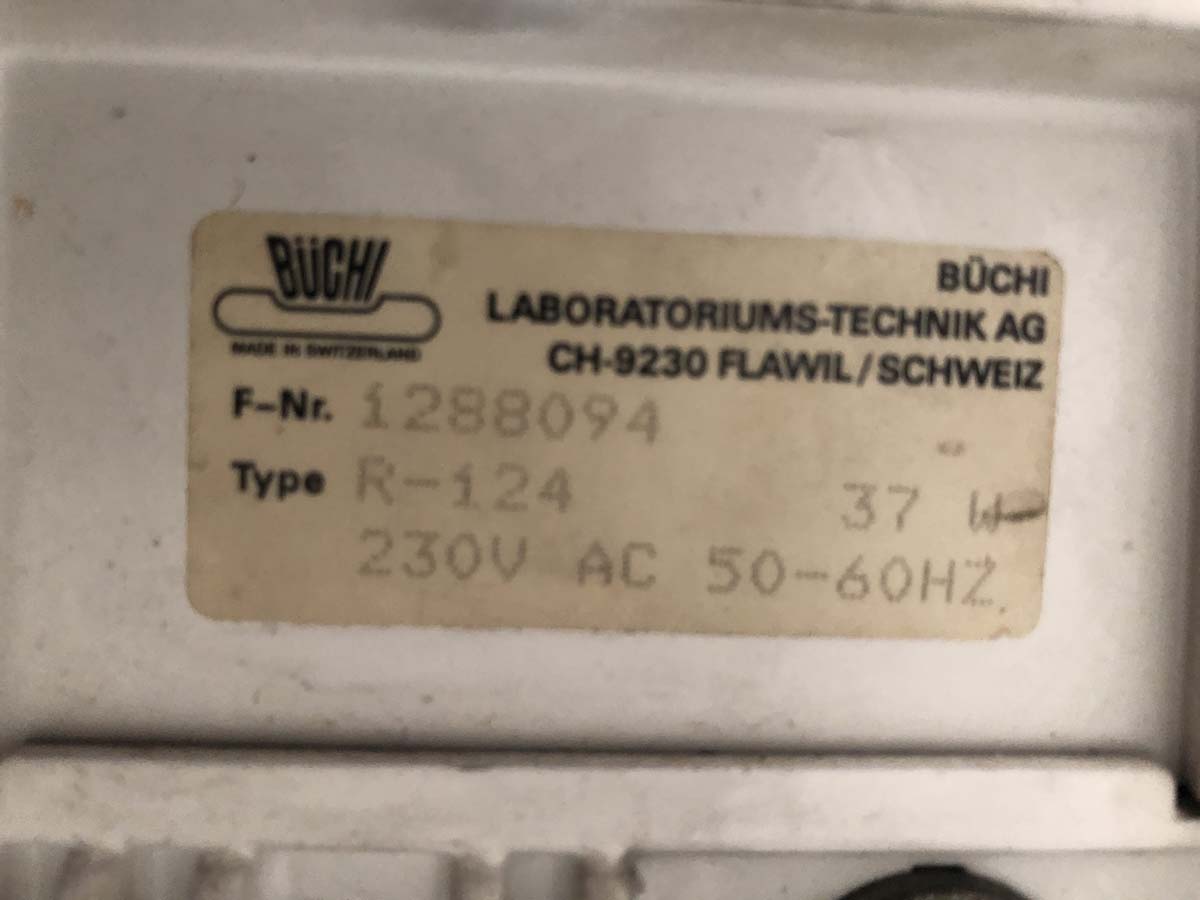 BÜCHI
MADE IN SWITZERLAND
BÜCHI
LABORATORIUMS-TECHNIK AG
CH-9230 FLAWIL/SCHWEIZ
F-Nr. 1288094
Type R-124 37 W
230V AC 50-60HZ